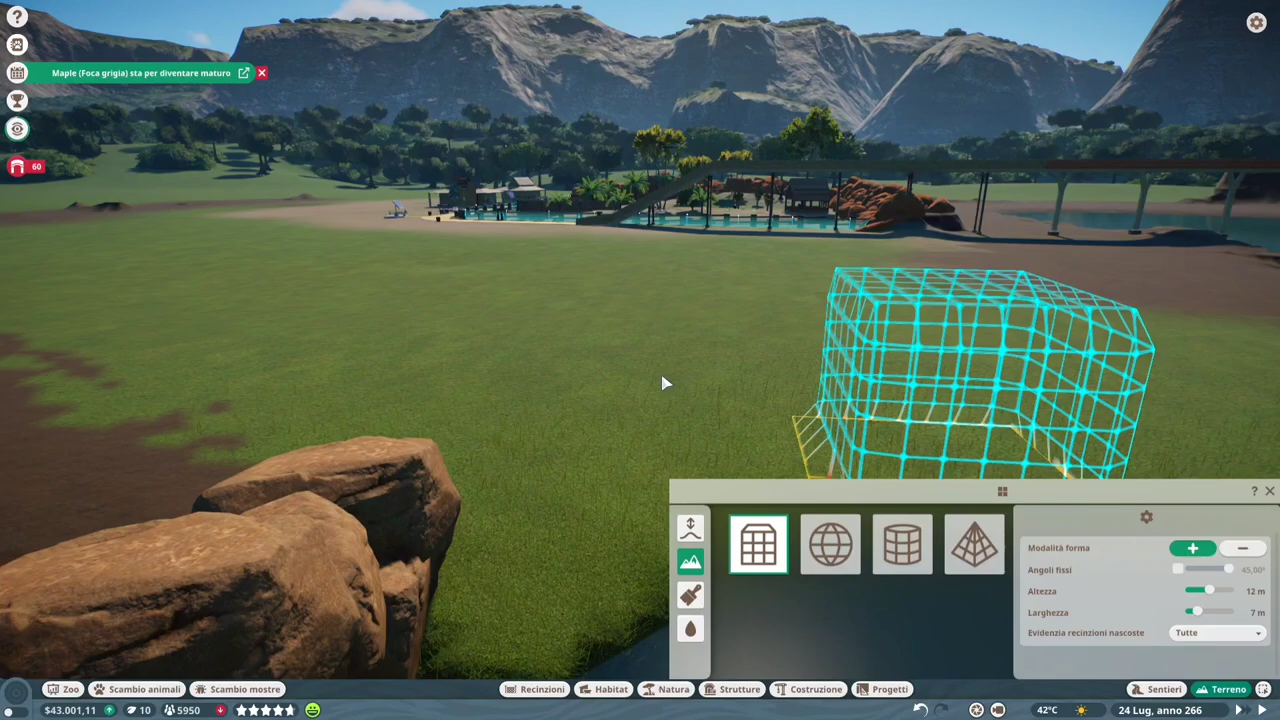 ?
Maple (Foca grigia) sta per diventare maturo
60
?
Modalità forma
Angoli fissi 45,00°
Altezza 12 m
Larghezza 7 m
Evidenzia recinzioni nascoste Tutte
Zoo Scambio animali Scambio mostre Recinzioni Habitat Natura Strutture Costruzione Progetti Sentieri Terreno
$43.001,11 10 5950 42°C 24 Lug, anno 266